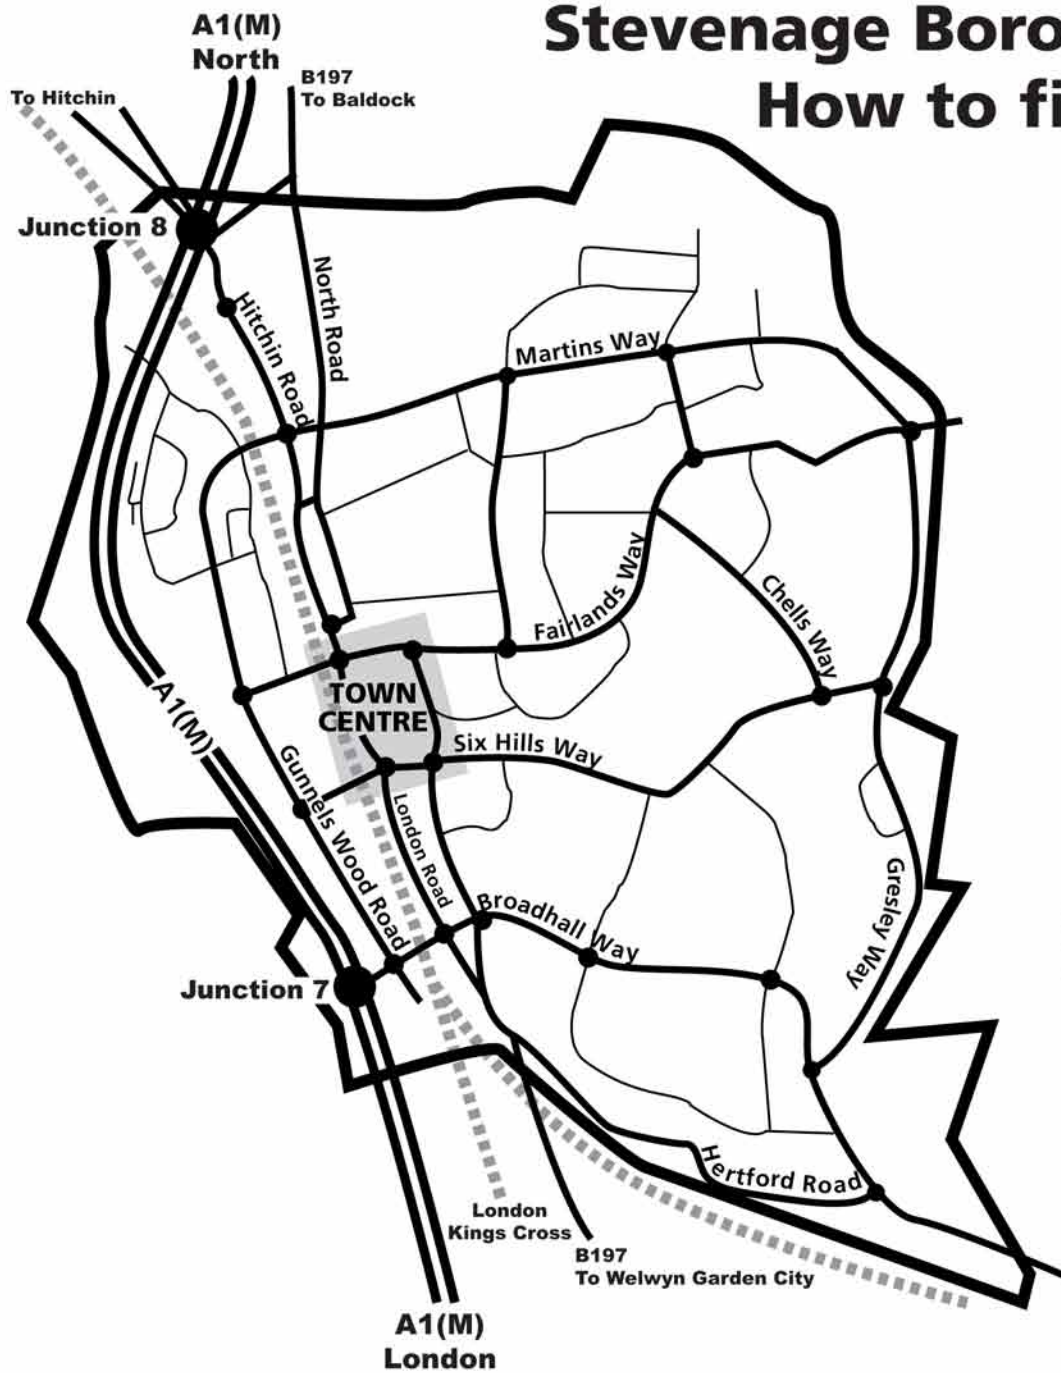 Stevenage Boro
How to fi
A1(M)
North
B197
To Baldock
To Hitchin
Junction 8
North Road
Hitchin Road
Martins Way
Fairlands Way
Chells Way
TOWN
CENTRE
A1(M)
Six Hills Way
Gunnels Wood Road
London Road
Broadhall Way
Gresley Way
Junction 7
Hertford Road
London
Kings Cross
B197
To Welwyn Garden City
A1(M)
London